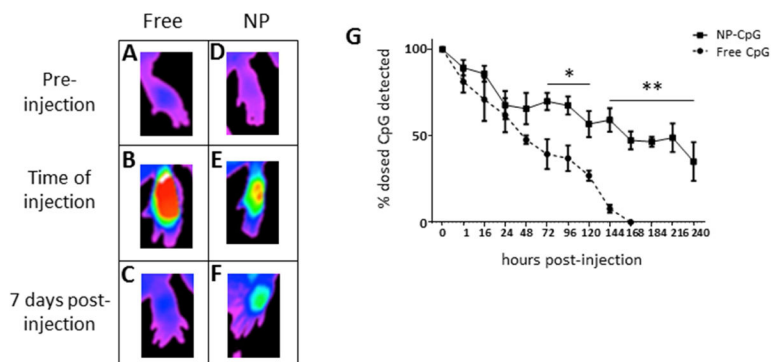 Free NP
A D
Pre-
injection
B E
Time of
injection
C F
7 days post-
injection
G
NP-CpG
Free CpG
% dosed CpG detected
100
50
0
* **
0 1 16 24 48 72 96 120 144 168 184 216 240
hours post-injection